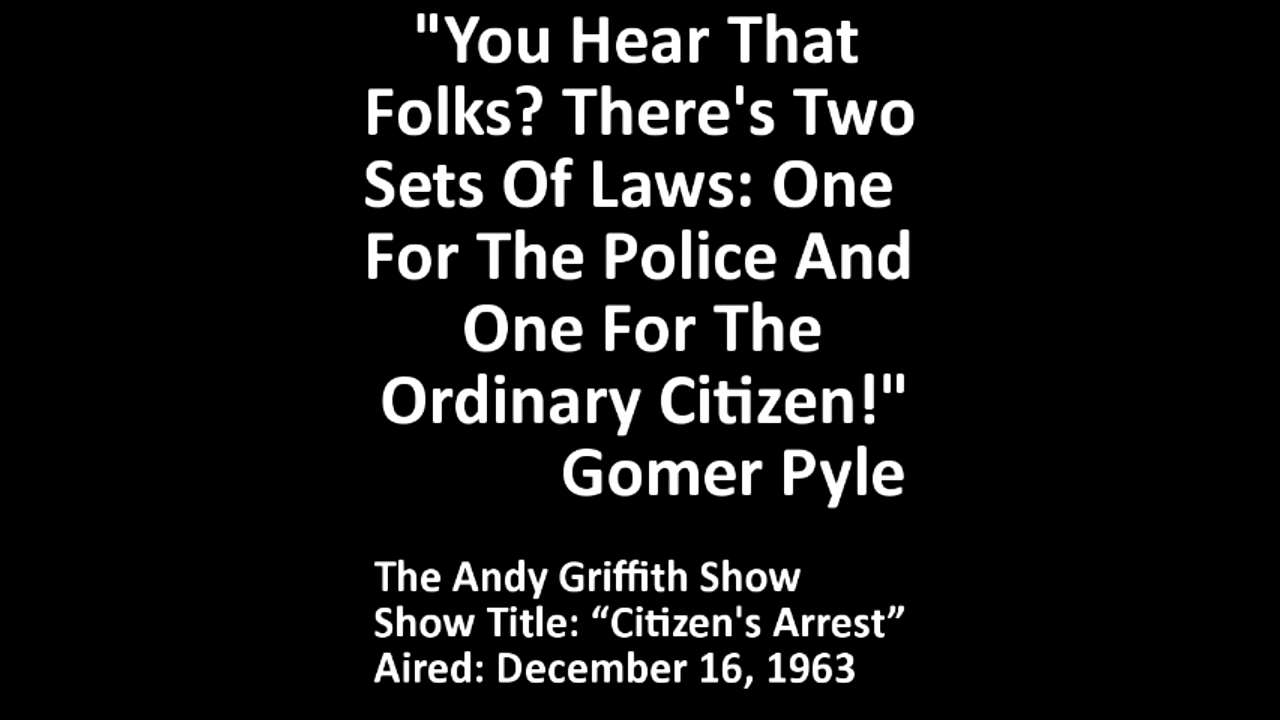 "You Hear That
Folks? There's Two
Sets Of Laws: One
For The Police And
One For The
Ordinary Citizen!"
Gomer Pyle
The Andy Griffith Show
Show Title: “Citizen's Arrest”
Aired: December 16, 1963